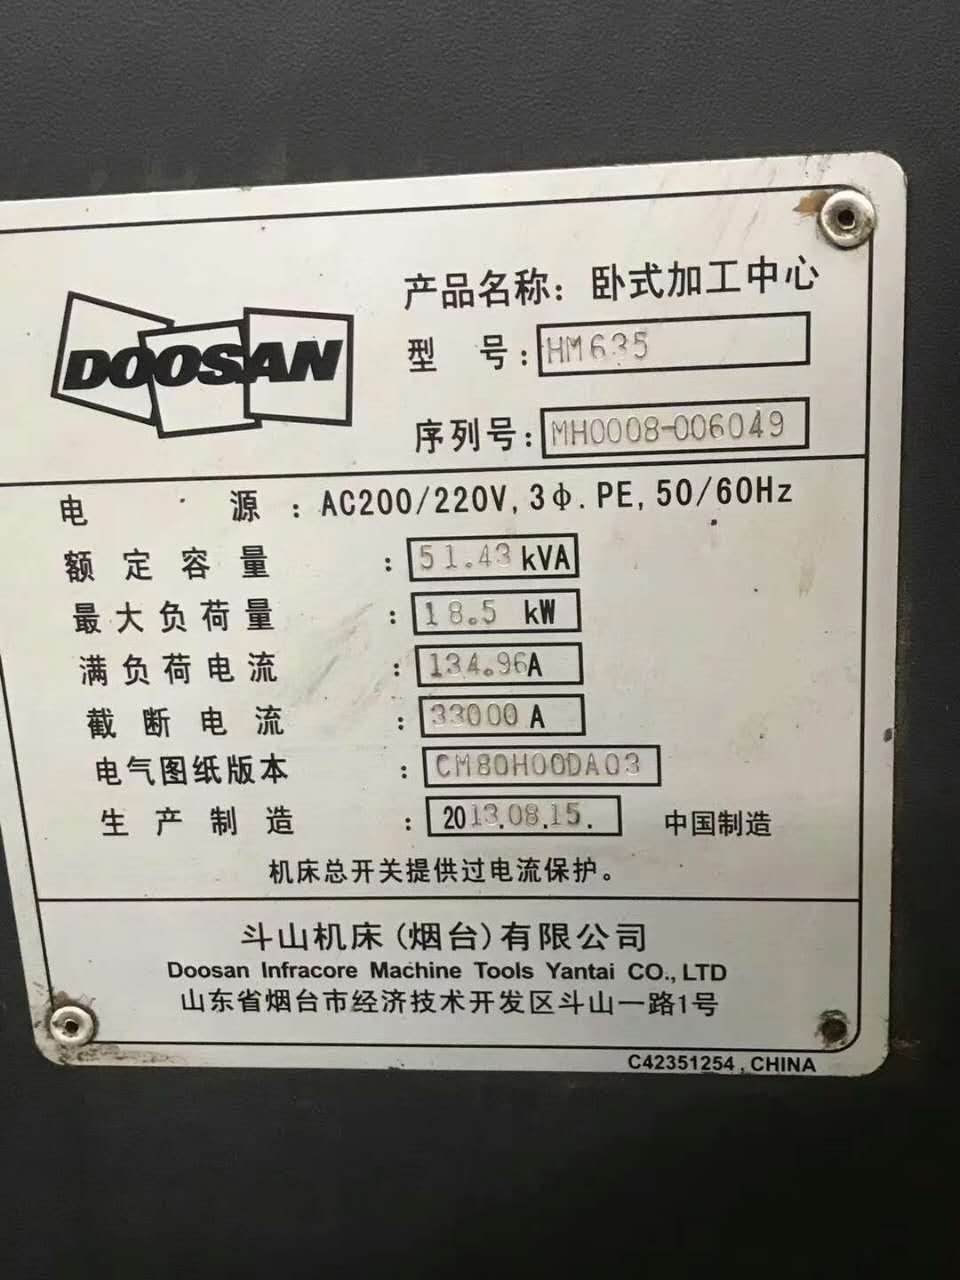 DOOSAN
产品名称：卧式加工中心
型号：HM635
序列号：MH0008-006049
电源：AC200/220V,3ф.PE,50/60Hz
额定容量：51.43kVA
最大负荷量：18.5 kW
满负荷电流：134.96A
截断电流：33000 A
电气图纸版本：CM80H00DA03
生产制造：2013.08.15. 中国制造
机床总开关提供过电流保护。
斗山机床(烟台)有限公司
Doosan Infracore Machine Tools Yantai CO., LTD
山东省烟台市经济技术开发区斗山一路1号
C42351254, CHINA